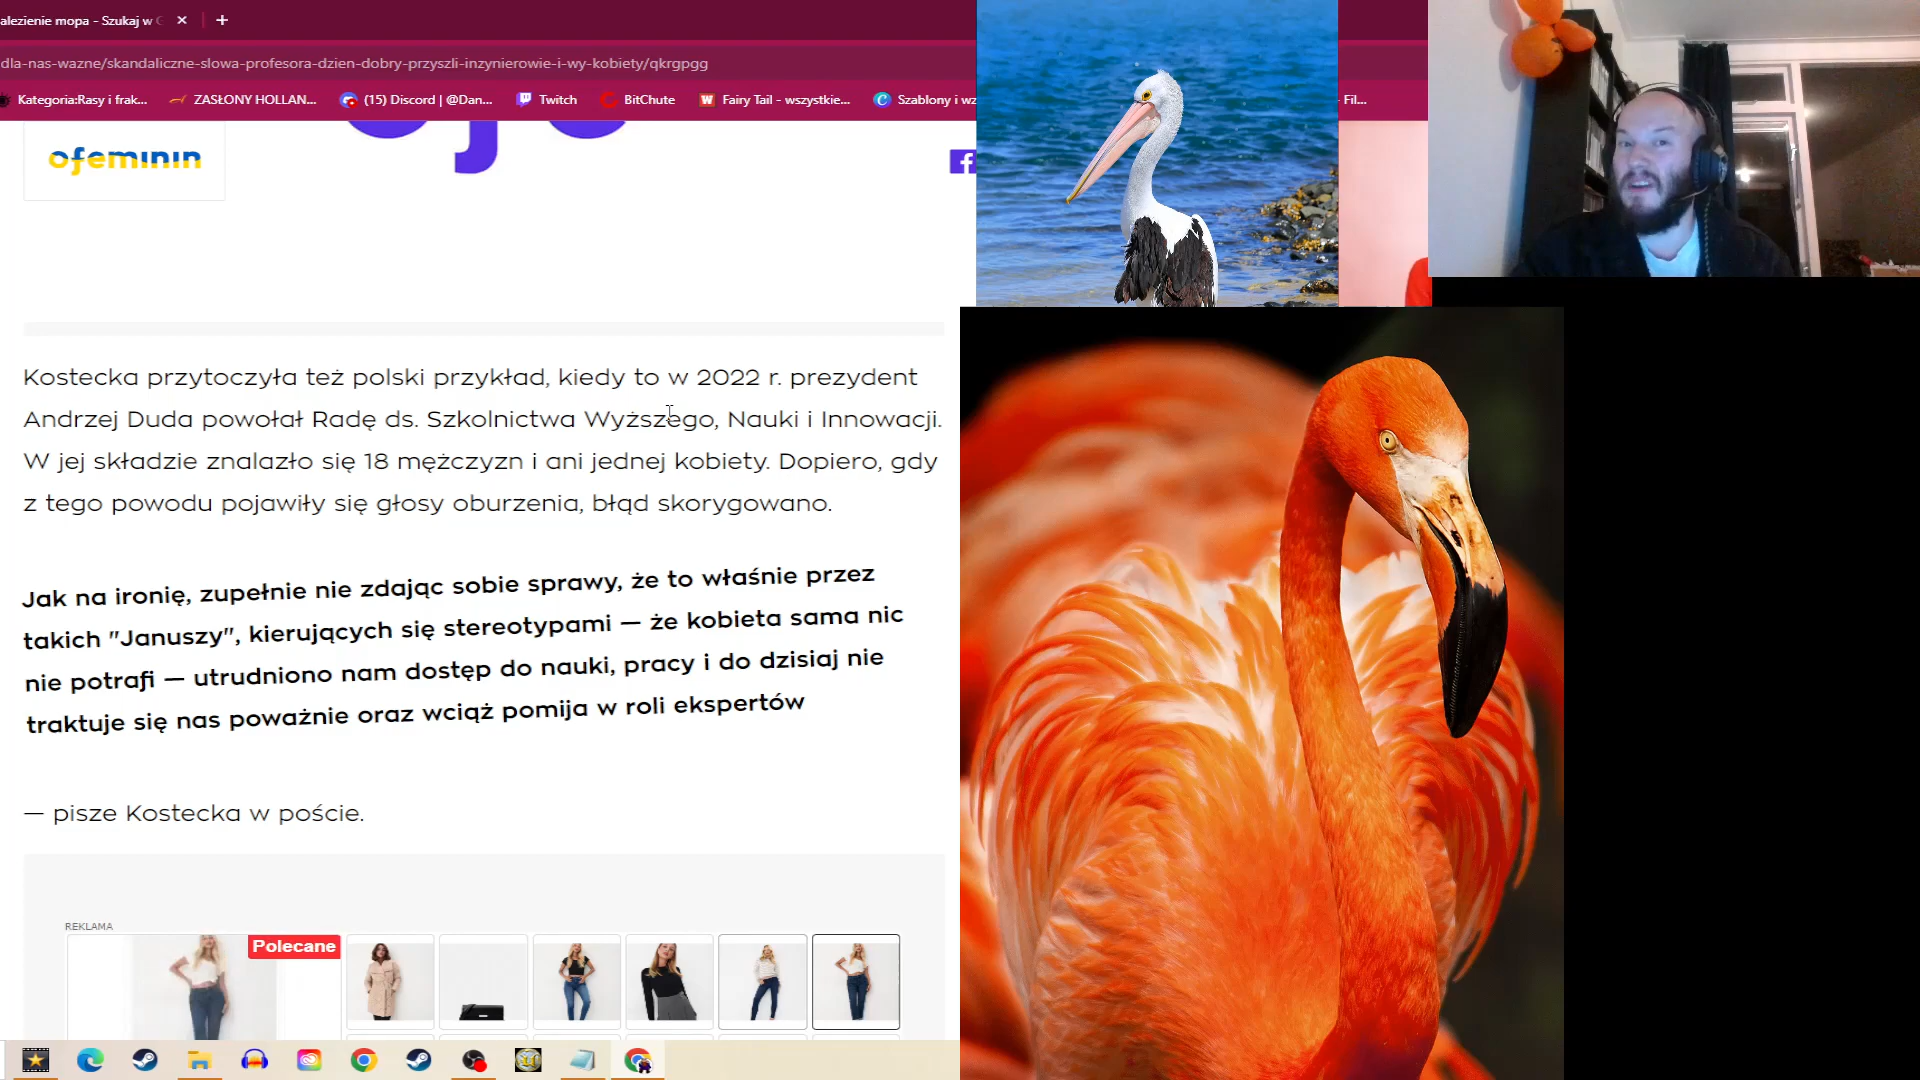 alezienie mopa - Szukaj w G
dla-nas-wazne/skandaliczne-slowa-profesora-dzien-dobry-przyszli-inzynierowie-i-wy-kobiety/qkrgpgg
Kategoria:Rasy i frak...
ZASŁONY HOLLAN...
(15) Discord | @Dan...
Twitch
BitChute
Fairy Tail - wszystkie...
Szablony i wz
- Fil...
ofeminin
Kostecka przytoczyła też polski przykład, kiedy to w 2022 r. prezydent
Andrzej Duda powołał Radę ds. Szkolnictwa Wyższego, Nauki i Innowacji.
W jej składzie znalazło się 18 mężczyzn i ani jednej kobiety. Dopiero, gdy
z tego powodu pojawiły się głosy oburzenia, błąd skorygowano.
Jak na ironię, zupełnie nie zdając sobie sprawy, że to właśnie przez
takich "Januszy", kierujących się stereotypami — że kobieta sama nic
nie potrafi — utrudniono nam dostęp do nauki, pracy i do dzisiaj nie
traktuje się nas poważnie oraz wciąż pomija w roli ekspertów
— pisze Kostecka w poście.
REKLAMA
Polecane